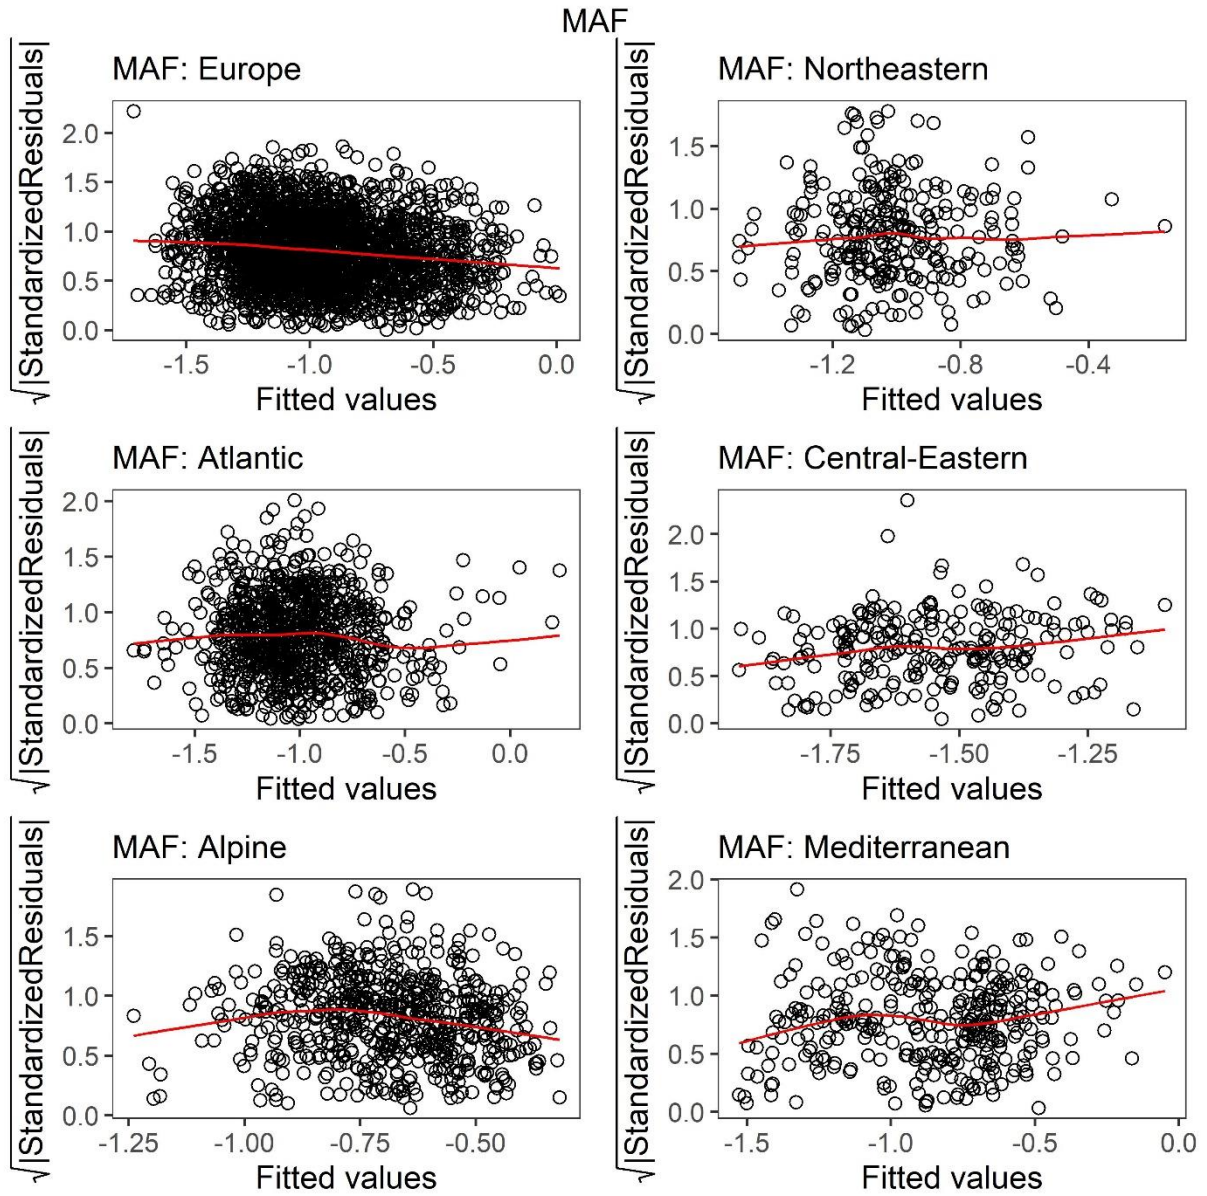 MAF
MAF: Europe
√|StandardizedResiduals|
2.0
1.5
1.0
0.5
0.0
-1.5 -1.0 -0.5 0.0
Fitted values
MAF: Northeastern
√|StandardizedResiduals|
1.5
1.0
0.5
0.0
-1.2 -0.8 -0.4
Fitted values
MAF: Atlantic
√|StandardizedResiduals|
2.0
1.5
1.0
0.5
0.0
-1.5 -1.0 -0.5 0.0
Fitted values
MAF: Central-Eastern
√|StandardizedResiduals|
2.0
1.5
1.0
0.5
0.0
-1.75 -1.50 -1.25
Fitted values
MAF: Alpine
√|StandardizedResiduals|
1.5
1.0
0.5
0.0
-1.25 -1.00 -0.75 -0.50
Fitted values
MAF: Mediterranean
√|StandardizedResiduals|
2.0
1.5
1.0
0.5
0.0
-1.5 -1.0 -0.5 0.0
Fitted values